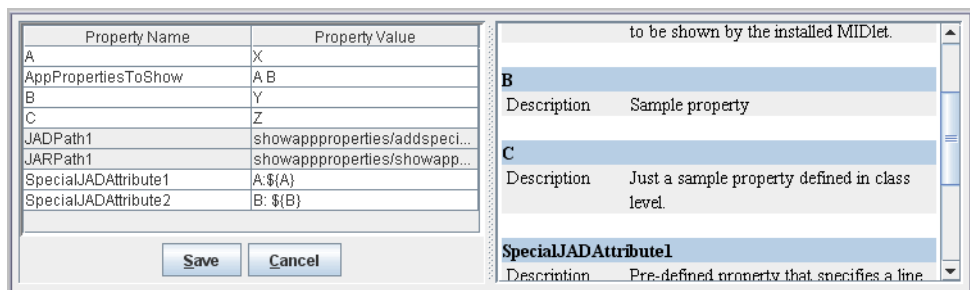 Property Name Property Value
A X
AppPropertiesToShow A B
B Y
C Z
JADPath1 showappproperties/addspeci...
JARPath1 showappproperties/showapp...
SpecialJADAttribute1 A:${A}
SpecialJADAttribute2 B: ${B}
Save Cancel
to be shown by the installed MIDlet.
B
Description Sample property
C
Description Just a sample property defined in class
level.
SpecialJADAttribute1
Description Pre-defined property that specifies a line